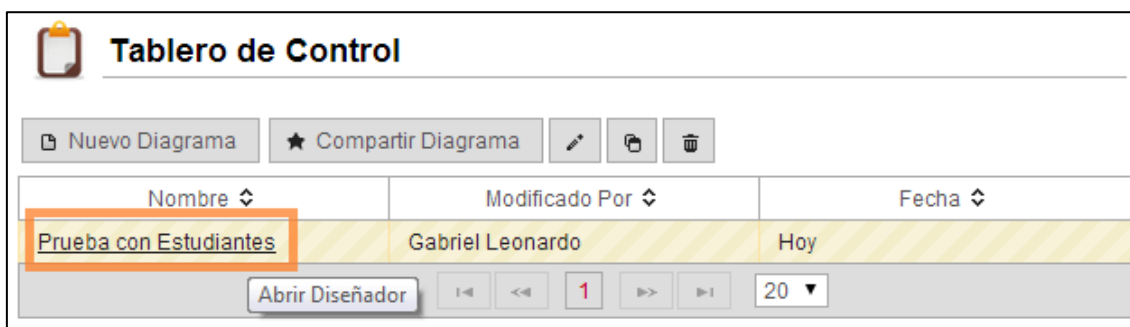 Tablero de Control
Nuevo Diagrama Compartir Diagrama
Nombre Modificado Por Fecha
Prueba con Estudiantes Gabriel Leonardo Hoy
Abrir Diseñador 1 20